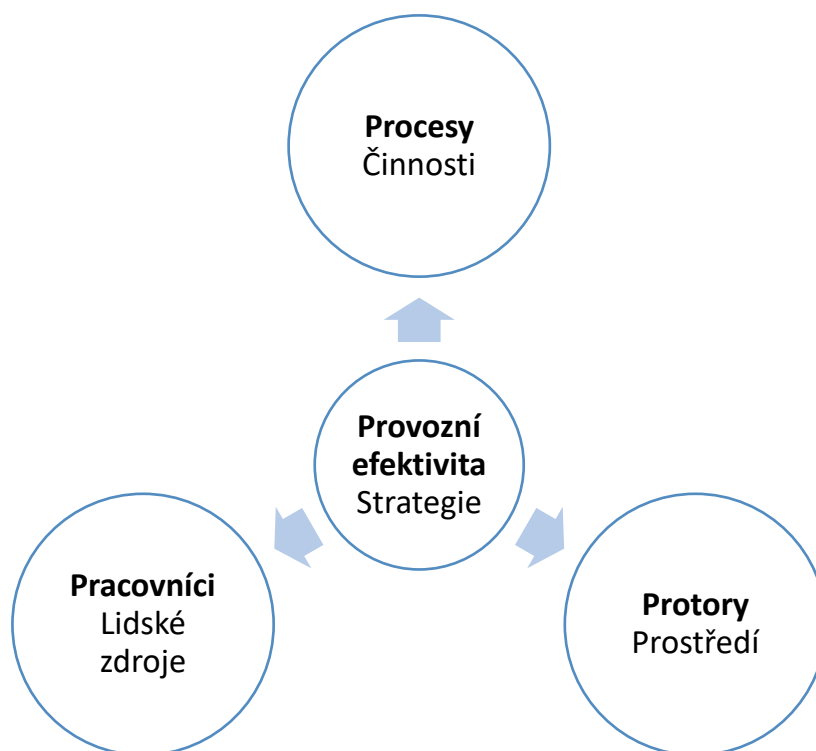 Procesy
Činnosti
Provozní
efektivita
Strategie
Pracovníci
Lidské
zdroje
Protory
Prostředí